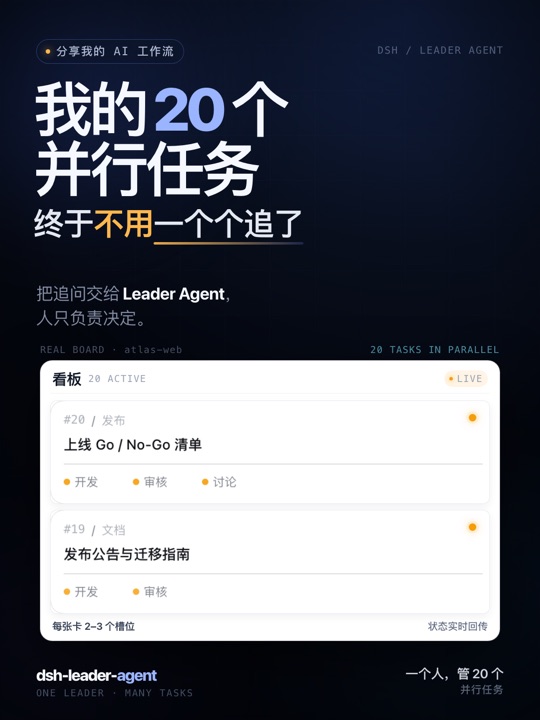 分享我的 AI 工作流
DSH / LEADER AGENT
我的20个
并行任务
终于不用一个个追了
把追问交给 Leader Agent,
人只负责决定。
REAL BOARD · atlas-web
20 TASKS IN PARALLEL
看板 20 ACTIVE
LIVE
#20 / 发布
上线 Go / No-Go 清单
开发 审核 讨论
#19 / 文档
发布公告与迁移指南
开发 审核
每张卡 2–3 个槽位
状态实时回传
dsh-leader-agent
ONE LEADER · MANY TASKS
一个人，管 20 个
并行任务